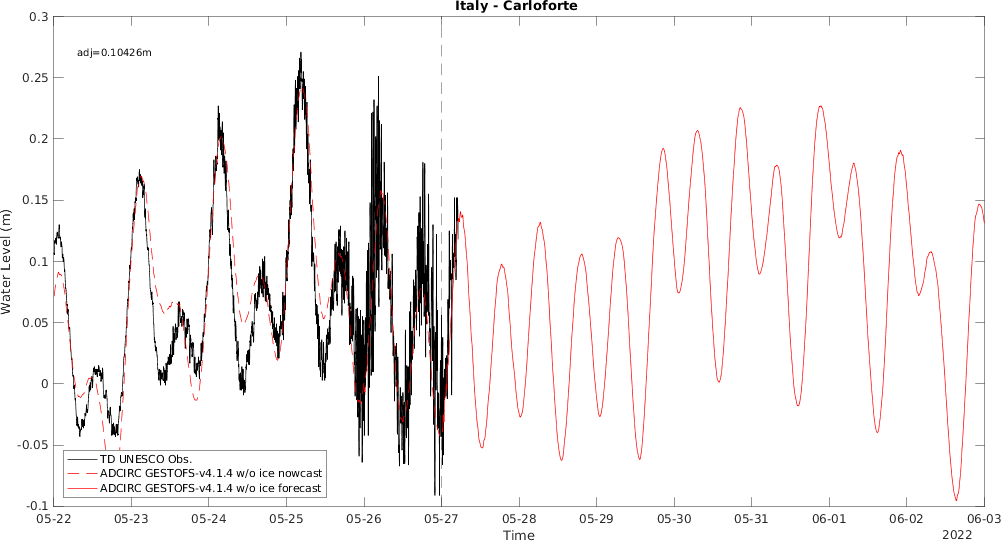 Italy - Carloforte
0.3
0.25
0.2
0.15
0.1
0.05
0
-0.05
-0.1
Water Level (m)
adj=0.10426m
TD UNESCO Obs.
ADCIRC GESTOFS-v4.1.4 w/o ice nowcast
ADCIRC GESTOFS-v4.1.4 w/o ice forecast
05-22 05-23 05-24 05-25 05-26 05-27 05-28 05-29 05-30 05-31 06-01 06-02 06-03
Time
2022